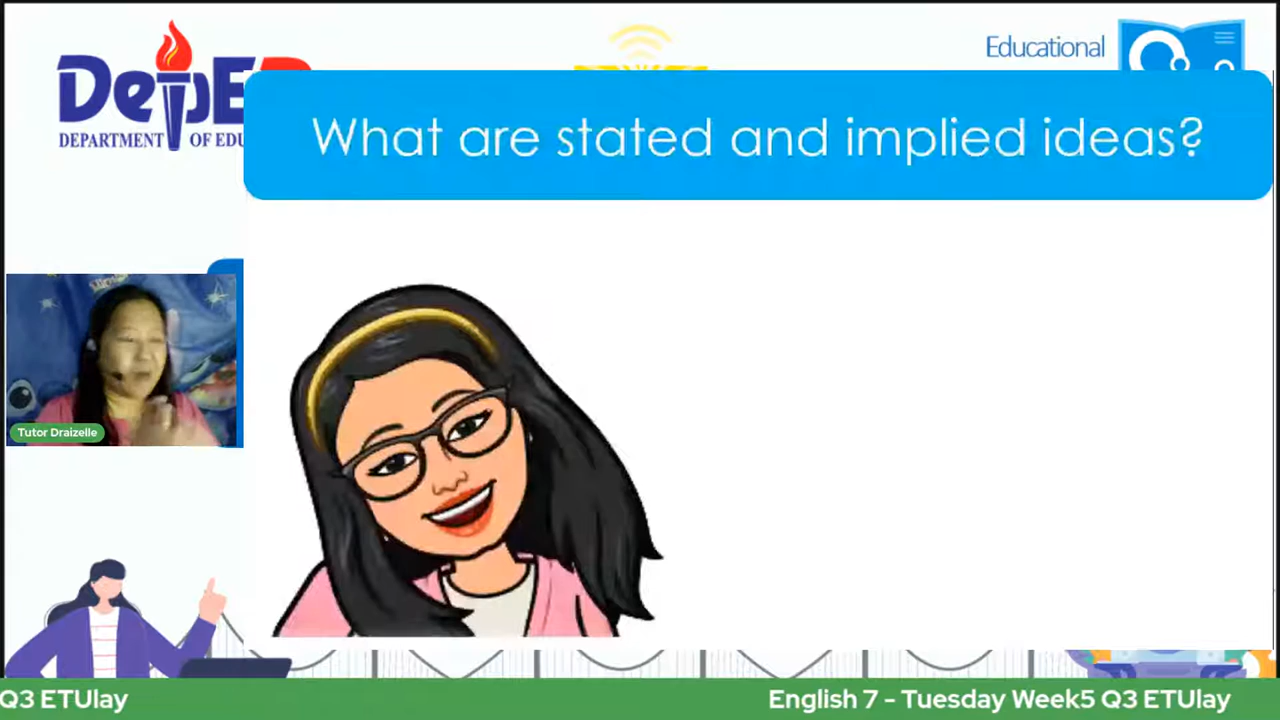 DepE
DEPARTMENT OF EDU
Educational
What are stated and implied ideas?
Tutor Draizelle
Q3 ETUlay
English 7 - Tuesday Week5 Q3 ETUlay